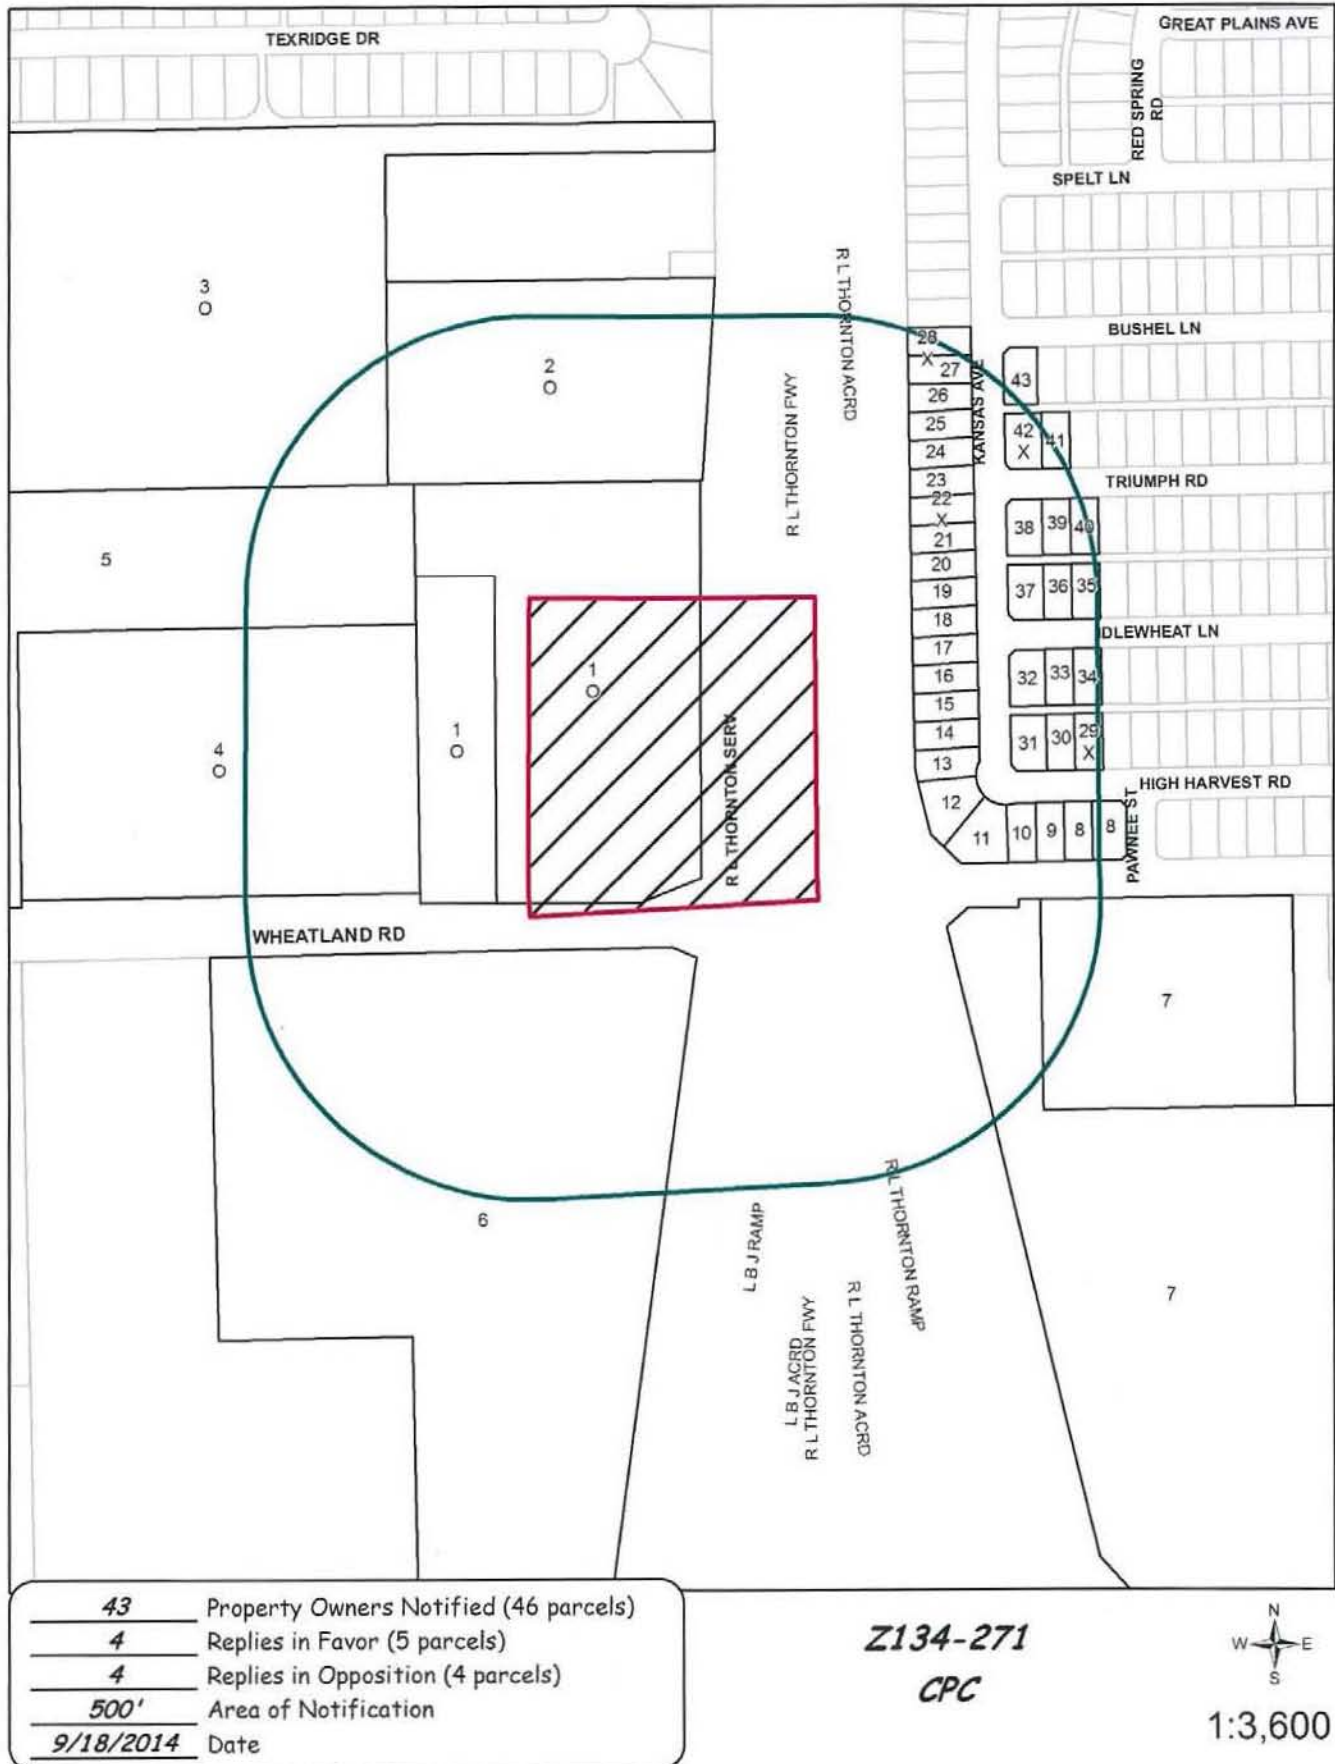 TEXRIDGE DR
GREAT PLAINS AVE
RED SPRING
RD
SPELT LN
BUSHEL LN
KANSAS AVE
TRIUMPH RD
IDLEWHEAT LN
HIGH HARVEST RD
PAWNEE ST
R L THORNTON ACRD
R L THORNTON FWY
R L THORNTON SERV
WHEATLAND RD
3
O
2
O
5
1
O
1
O
4
O
6
7
7
28
X
27
26
25
24
23
22
X
21
20
19
18
17
16
15
14
13
12
11
10
9
8
8
43
42
X
41
38
39
40
37
36
35
32
33
34
31
30
29
X
L B J RAMP
R L THORNTON RAMP
L B J ACRD
R L THORNTON FWY
R L THORNTON ACRD
43 Property Owners Notified (46 parcels)
4 Replies in Favor (5 parcels)
4 Replies in Opposition (4 parcels)
500' Area of Notification
9/18/2014 Date
Z134-271
CPC
N
W E
S
1:3,600